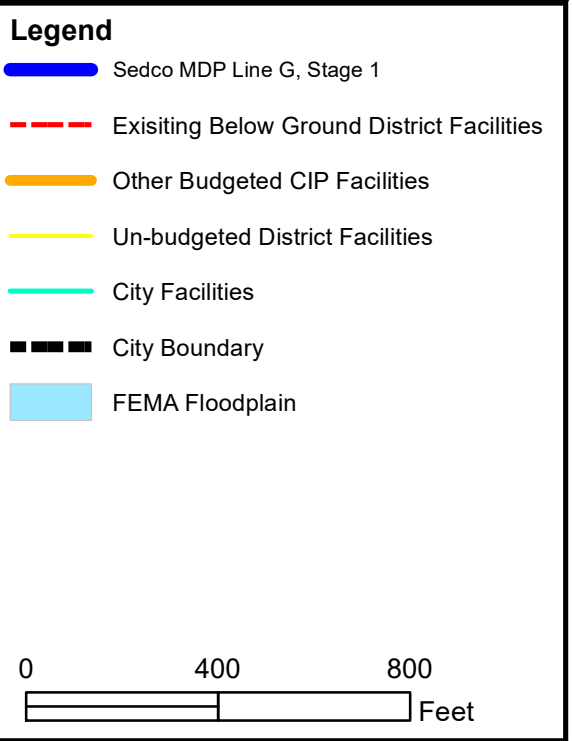 Legend
Sedco MDP Line G, Stage 1
Exisiting Below Ground District Facilities
Other Budgeted CIP Facilities
Un-budgeted District Facilities
City Facilities
City Boundary
FEMA Floodplain
0 400 800
Feet